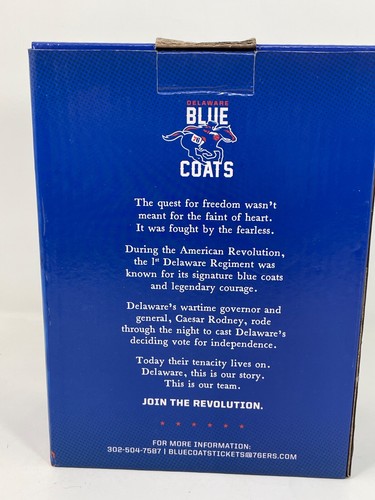 DELAWARE
BLUE
COATS
The quest for freedom wasn't
meant for the faint of heart.
It was fought by the fearless.
During the American Revolution,
the 1st Delaware Regiment was
known for its signature blue coats
and legendary courage.
Delaware's wartime governor and
general, Caesar Rodney, rode
through the night to cast Delaware's
deciding vote for independence.
Today their tenacity lives on.
Delaware, this is our story.
This is our team.
JOIN THE REVOLUTION.
FOR MORE INFORMATION:
302-504-7587 | BLUECOATSTICKETS@76ERS.COM